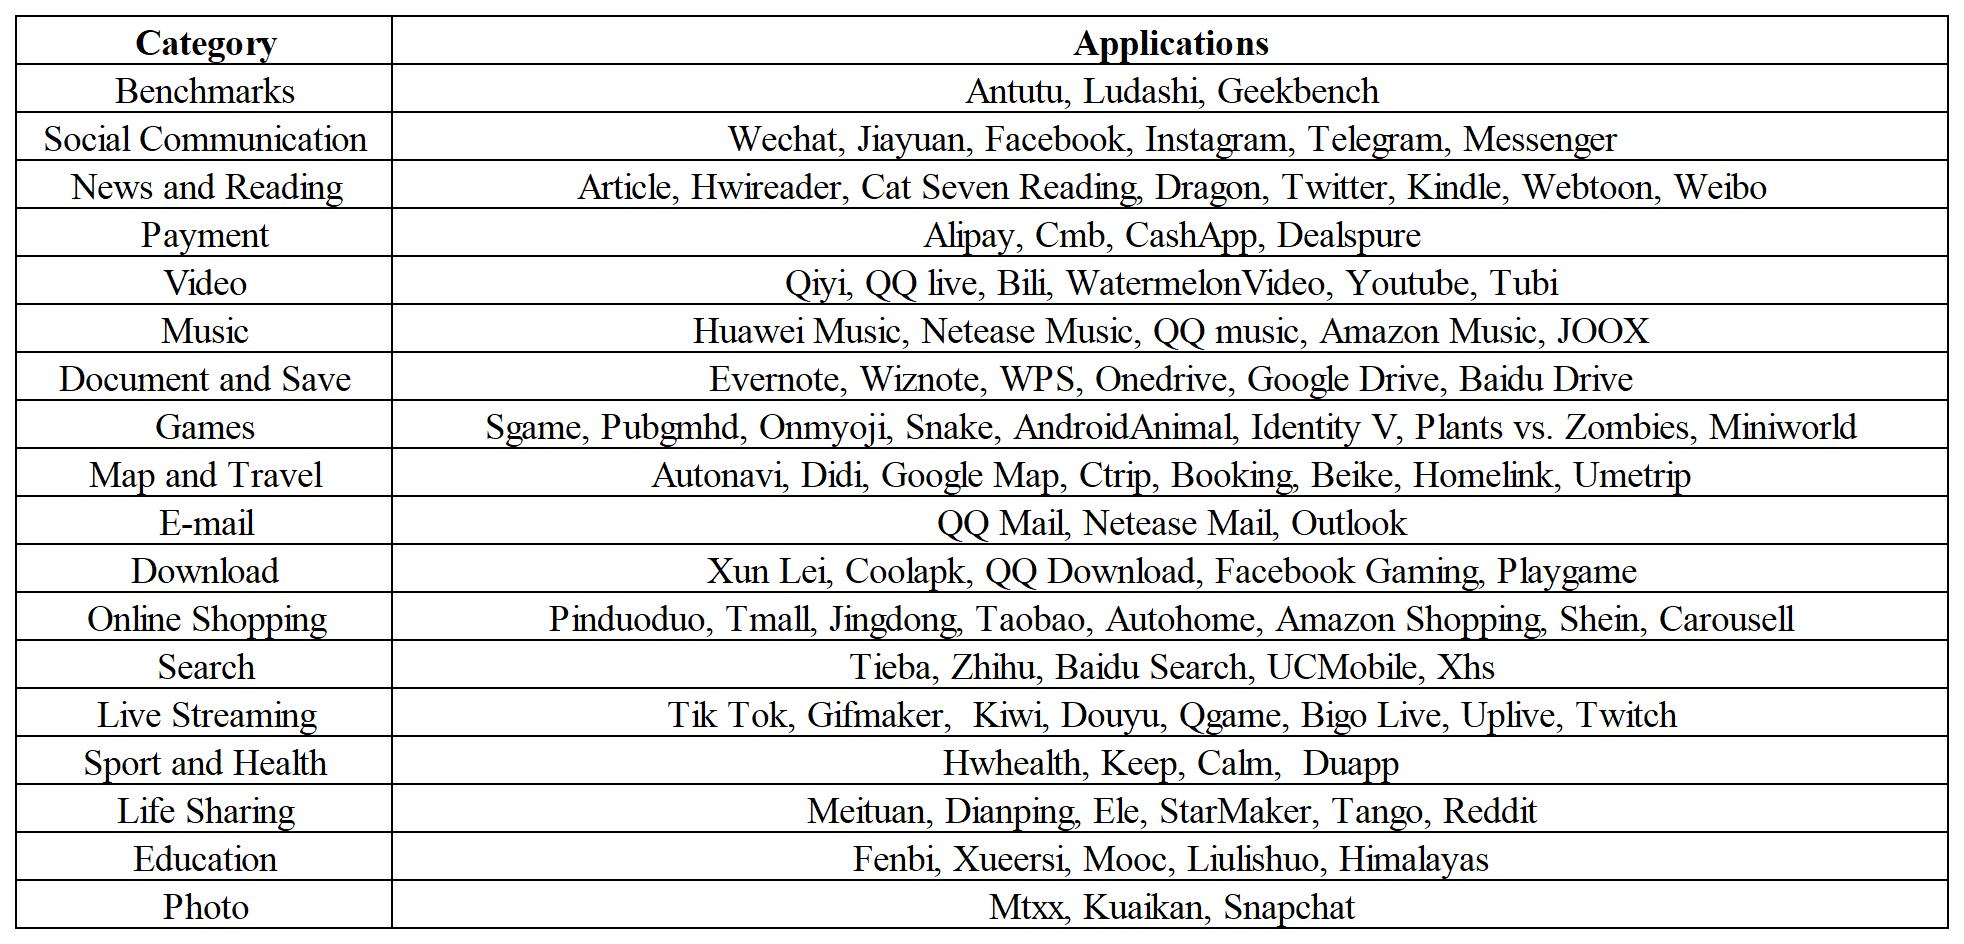 Category Applications
Benchmarks Antutu, Ludashi, Geekbench
Social Communication Wechat, Jiayuan, Facebook, Instagram, Telegram, Messenger
News and Reading Article, Hwireader, Cat Seven Reading, Dragon, Twitter, Kindle, Webtoon, Weibo
Payment Alipay, Cmb, CashApp, Dealspure
Video Qiyi, QQ live, Bili, WatermelonVideo, Youtube, Tubi
Music Huawei Music, Netease Music, QQ music, Amazon Music, JOOX
Document and Save Evernote, Wiznote, WPS, Onedrive, Google Drive, Baidu Drive
Games Sgame, Pubgmhd, Onmyoji, Snake, AndroidAnimal, Identity V, Plants vs. Zombies, Miniworld
Map and Travel Autonavi, Didi, Google Map, Ctrip, Booking, Beike, Homelink, Umetrip
E-mail QQ Mail, Netease Mail, Outlook
Download Xun Lei, Coolapk, QQ Download, Facebook Gaming, Playgame
Online Shopping Pinduoduo, Tmall, Jingdong, Taobao, Autohome, Amazon Shopping, Shein, Carousell
Search Tieba, Zhihu, Baidu Search, UCMobile, Xhs
Live Streaming Tik Tok, Gifmaker, Kiwi, Douyu, Qgame, Bigo Live, Uplive, Twitch
Sport and Health Hwhealth, Keep, Calm, Duapp
Life Sharing Meituan, Dianping, Ele, StarMaker, Tango, Reddit
Education Fenbi, Xueersi, Mooc, Liulishuo, Himalayas
Photo Mtxx, Kuaikan, Snapchat